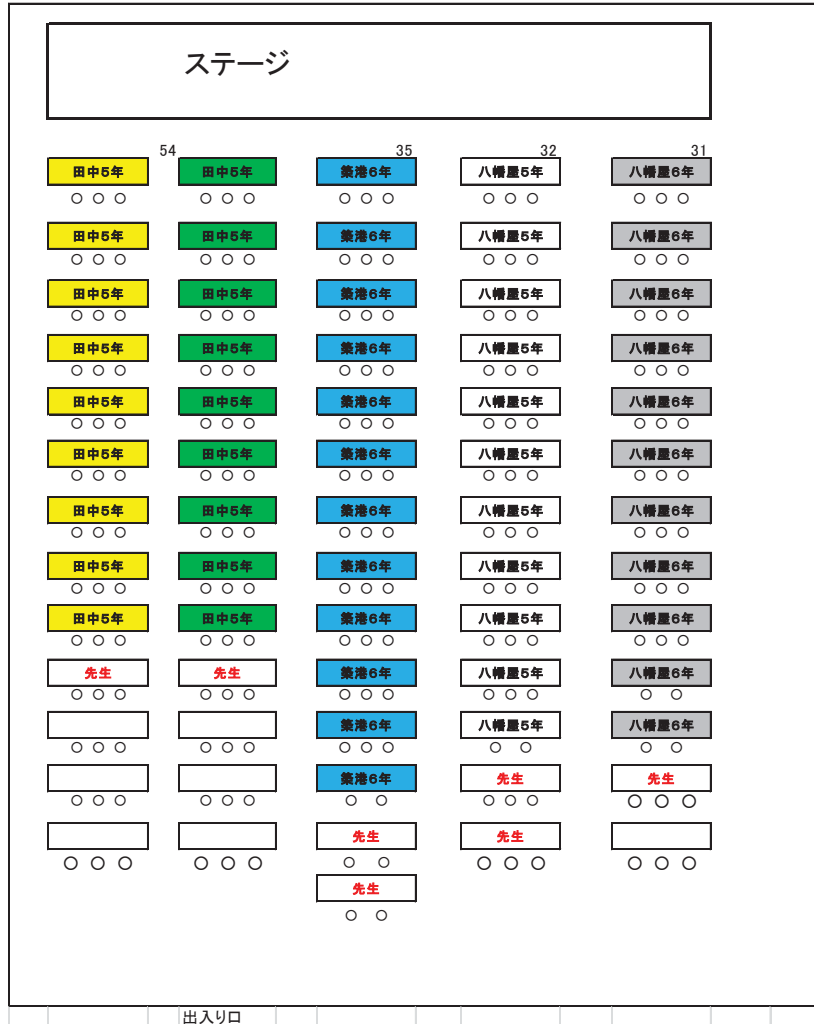 ステージ
54 35 32 31
田中5年 田中5年 築港6年 八幡屋5年 八幡屋6年
○ ○ ○ ○ ○ ○ ○ ○ ○ ○ ○ ○ ○ ○ ○
田中5年 田中5年 築港6年 八幡屋5年 八幡屋6年
○ ○ ○ ○ ○ ○ ○ ○ ○ ○ ○ ○ ○ ○ ○
田中5年 田中5年 築港6年 八幡屋5年 八幡屋6年
○ ○ ○ ○ ○ ○ ○ ○ ○ ○ ○ ○ ○ ○ ○
田中5年 田中5年 築港6年 八幡屋5年 八幡屋6年
○ ○ ○ ○ ○ ○ ○ ○ ○ ○ ○ ○ ○ ○ ○
田中5年 田中5年 築港6年 八幡屋5年 八幡屋6年
○ ○ ○ ○ ○ ○ ○ ○ ○ ○ ○ ○ ○ ○ ○
田中5年 田中5年 築港6年 八幡屋5年 八幡屋6年
○ ○ ○ ○ ○ ○ ○ ○ ○ ○ ○ ○ ○ ○ ○
田中5年 田中5年 築港6年 八幡屋5年 八幡屋6年
○ ○ ○ ○ ○ ○ ○ ○ ○ ○ ○ ○ ○ ○ ○
田中5年 田中5年 築港6年 八幡屋5年 八幡屋6年
○ ○ ○ ○ ○ ○ ○ ○ ○ ○ ○ ○ ○ ○ ○
田中5年 田中5年 築港6年 八幡屋5年 八幡屋6年
○ ○ ○ ○ ○ ○ ○ ○ ○ ○ ○ ○ ○ ○ ○
先生 先生 築港6年 八幡屋5年 八幡屋6年
○ ○ ○ ○ ○ ○ ○ ○ ○ ○ ○ ○ ○ ○
築港6年 八幡屋5年 八幡屋6年
○ ○ ○ ○ ○ ○ ○ ○ ○ ○ ○ ○ ○
築港6年 先生 先生
○ ○ ○ ○ ○ ○ ○ ○ ○ ○ ○ ○ ○ ○
先生 先生
○ ○ ○ ○ ○ ○ ○ ○ ○ ○ ○ ○ ○ ○
先生
○ ○
出入り口